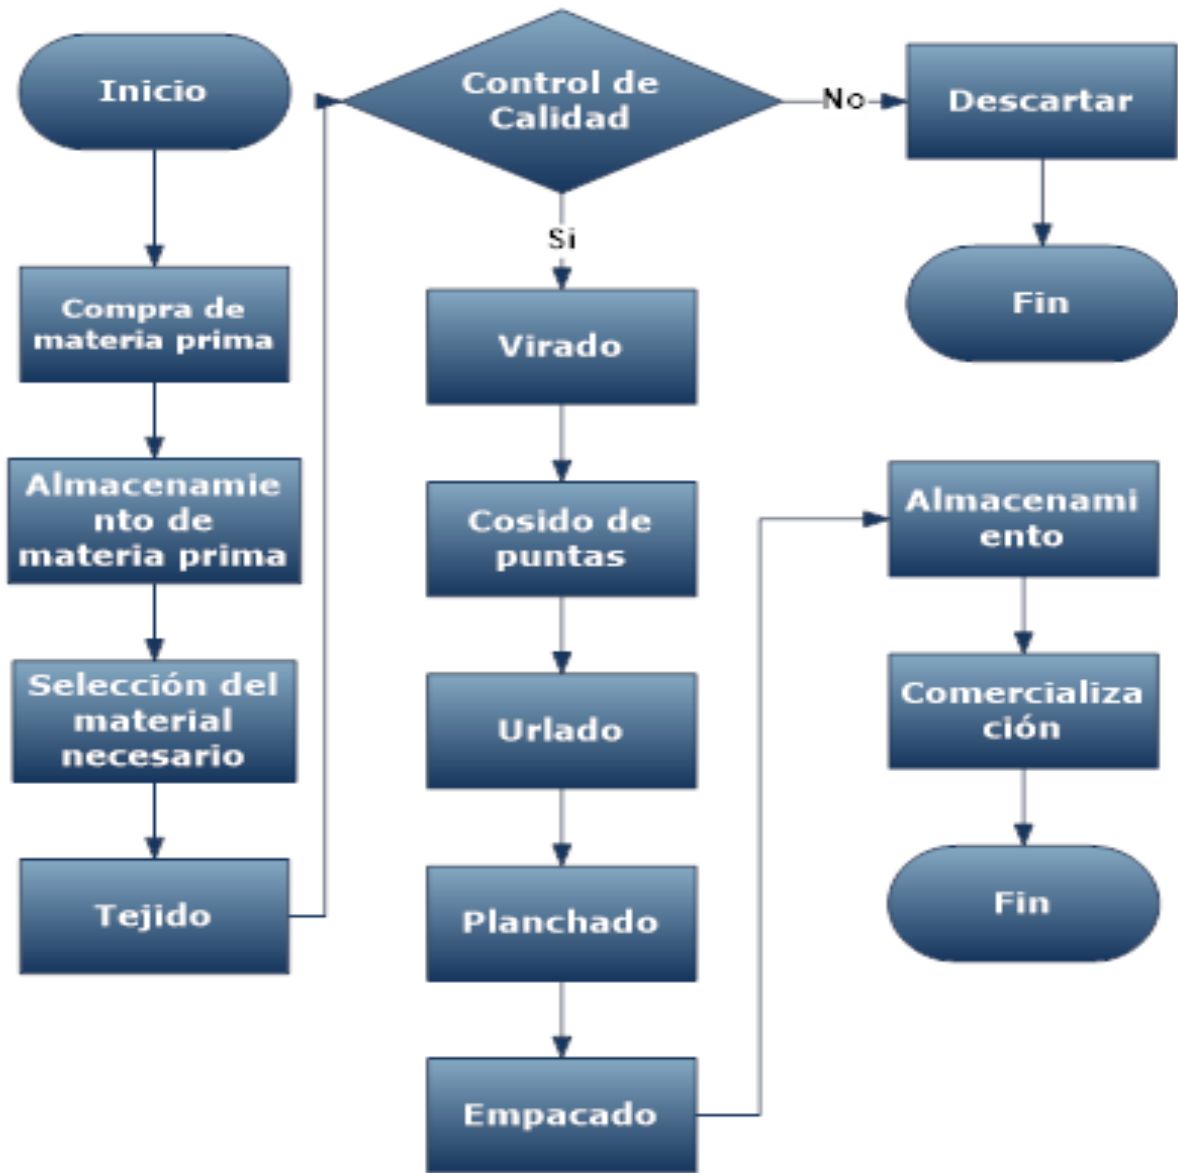 Inicio
Compra de
materia prima
Almacenamie
nto de
materia prima
Selección del
material
necesario
Tejido
Control de
Calidad
No
Descartar
Fin
Si
Virado
Cosido de
puntas
Urlado
Planchado
Empacado
Almacenami
ento
Comercializa
ción
Fin